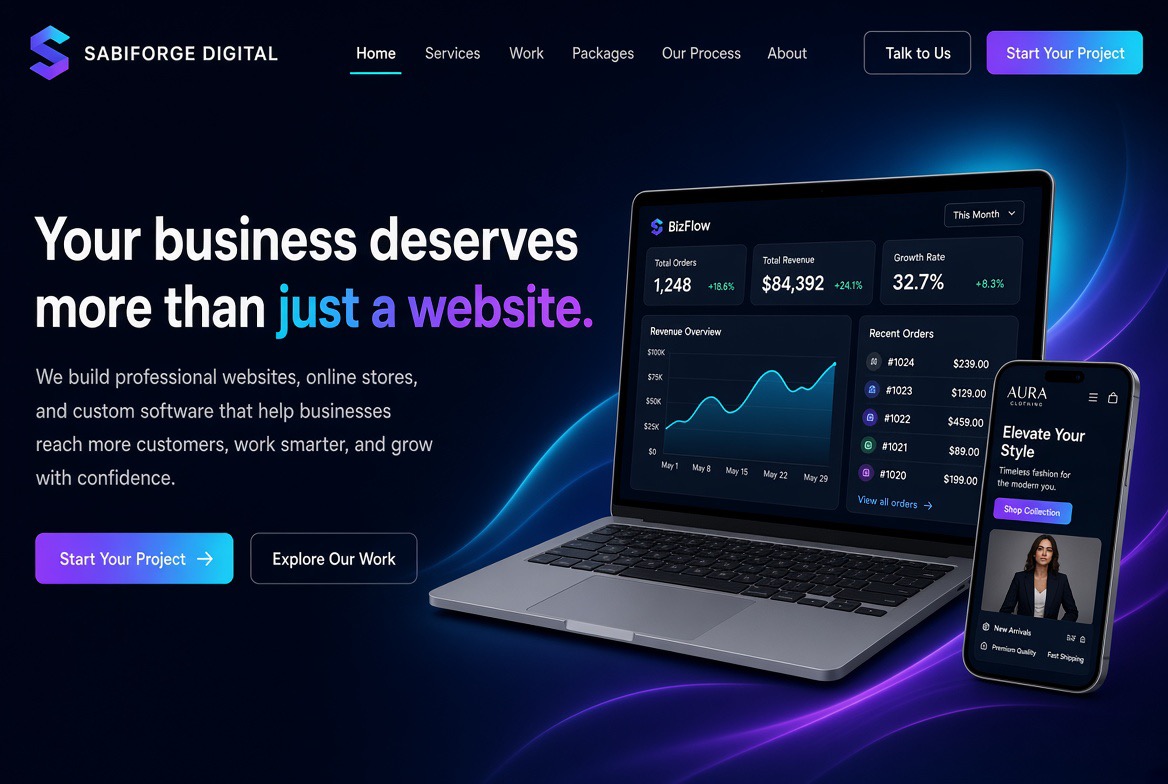 SABIFORGE DIGITAL
Home
Services
Work
Packages
Our Process
About
Talk to Us
Start Your Project
Your business deserves
more than just a website.
We build professional websites, online stores,
and custom software that help businesses
reach more customers, work smarter, and grow
with confidence.
Start Your Project →
Explore Our Work
BizFlow
This Month
Total Orders
1,248 +18.6%
Total Revenue
$84,392 +24.1%
Growth Rate
32.7% +8.3%
Revenue Overview
$100K
$75K
$50K
$25K
$0
May 1 May 8 May 15 May 22 May 29
Recent Orders
#1024 $239.00
#1023 $129.00
#1022 $459.00
#1021 $89.00
#1020 $199.00
View all orders →
AURA
CLOTHING
Elevate Your
Style
Timeless fashion for
the modern you.
Shop Collection
New Arrivals
Premium Quality
Fast Shipping